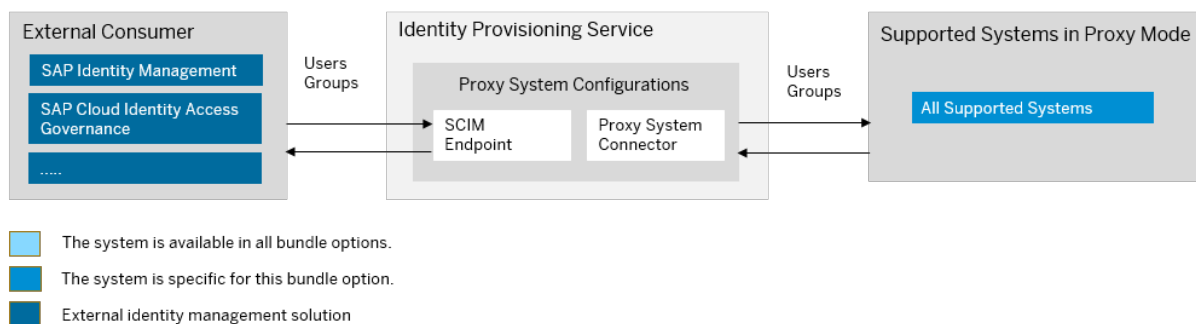 External Consumer
SAP Identity Management
SAP Cloud Identity Access
Governance
.....
Users
Groups
Identity Provisioning Service
Proxy System Configurations
SCIM
Endpoint
Proxy System
Connector
Users
Groups
Supported Systems in Proxy Mode
All Supported Systems
The system is available in all bundle options.
The system is specific for this bundle option.
External identity management solution